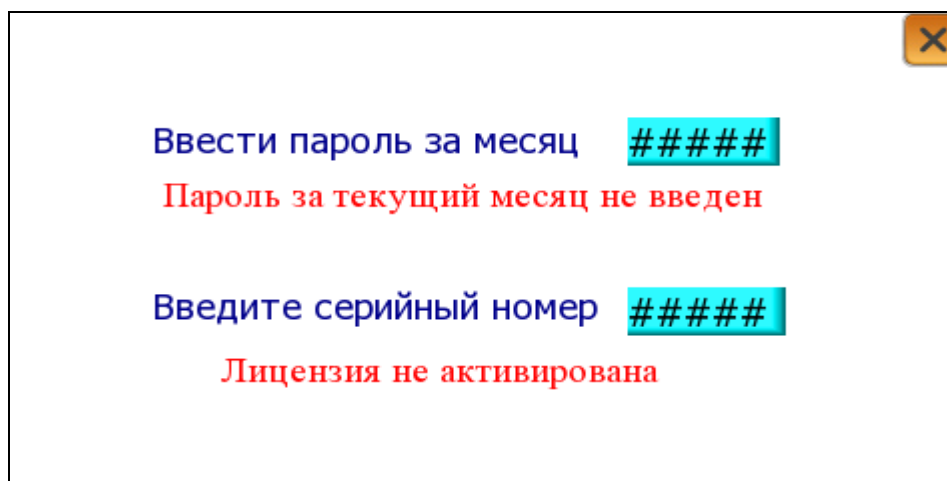 Ввести пароль за месяц #####
Пароль за текущий месяц не введен
Введите серийный номер #####
Лицензия не активирована